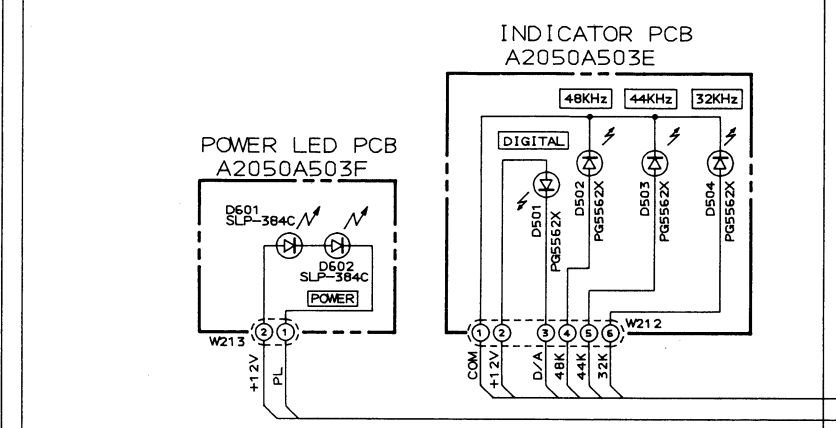 INDICATOR PCB
A2050A503E
48KHz 44KHz 32KHz
DIGITAL
D501
PG5562X
D502
PG5562X
D503
PG5562X
D504
PG5562X
1 2 3 4 5 6
W212
COM
+12V
D/A
48K
44K
32K
POWER LED PCB
A2050A503F
D601
SLP-384C
D602
SLP-384C
POWER
W213
2 1
+12V
PL